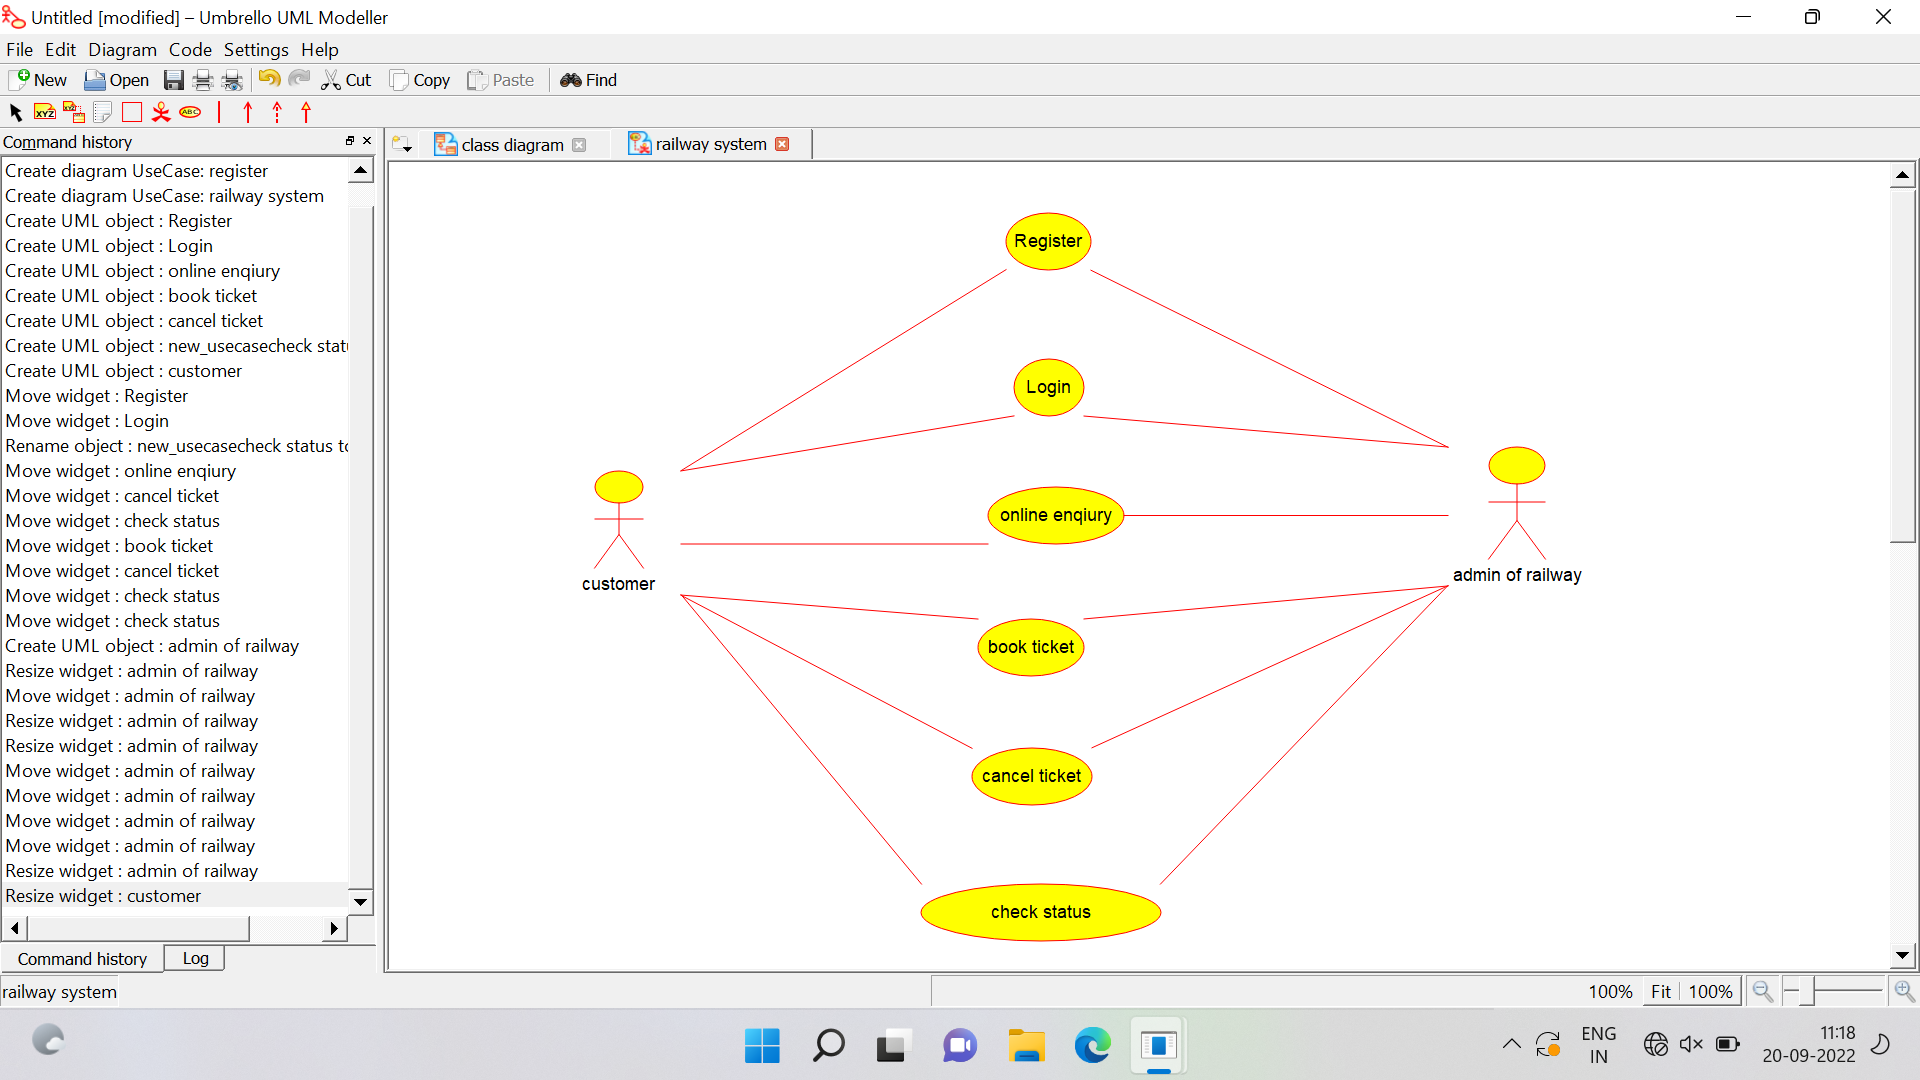 Untitled [modified] – Umbrello UML Modeller
File Edit Diagram Code Settings Help
New Open Cut Copy Paste Find
XYZ XYZ ABC
Command history
class diagram railway system
Create diagram UseCase: register
Create diagram UseCase: railway system
Create UML object : Register
Create UML object : Login
Create UML object : online enqiury
Create UML object : book ticket
Create UML object : cancel ticket
Create UML object : new_usecasecheck stat
Create UML object : customer
Move widget : Register
Move widget : Login
Rename object : new_usecasecheck status to
Move widget : online enqiury
Move widget : cancel ticket
Move widget : check status
Move widget : book ticket
Move widget : cancel ticket
Move widget : check status
Move widget : check status
Create UML object : admin of railway
Resize widget : admin of railway
Move widget : admin of railway
Resize widget : admin of railway
Resize widget : admin of railway
Move widget : admin of railway
Move widget : admin of railway
Move widget : admin of railway
Move widget : admin of railway
Resize widget : admin of railway
Resize widget : customer
Command history Log
Register
Login
online enqiury
customer
admin of railway
book ticket
cancel ticket
check status
railway system
100% Fit 100%
ENG
IN
11:18
20-09-2022